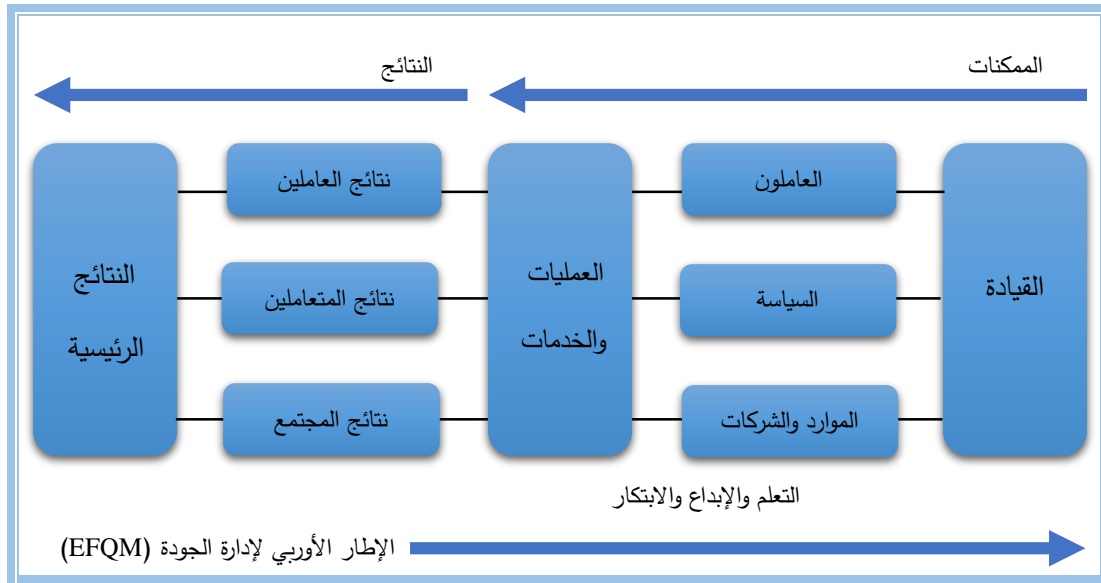 الممكنات
النتائج
القيادة
العاملون
السياسة
الموارد والشركات
العمليات
والخدمات
نتائج العاملين
نتائج المتعاملين
نتائج المجتمع
النتائج
الرئيسية
التعلم والإبداع والابتكار
الإطار الأوربي لإدارة الجودة (EFQM)